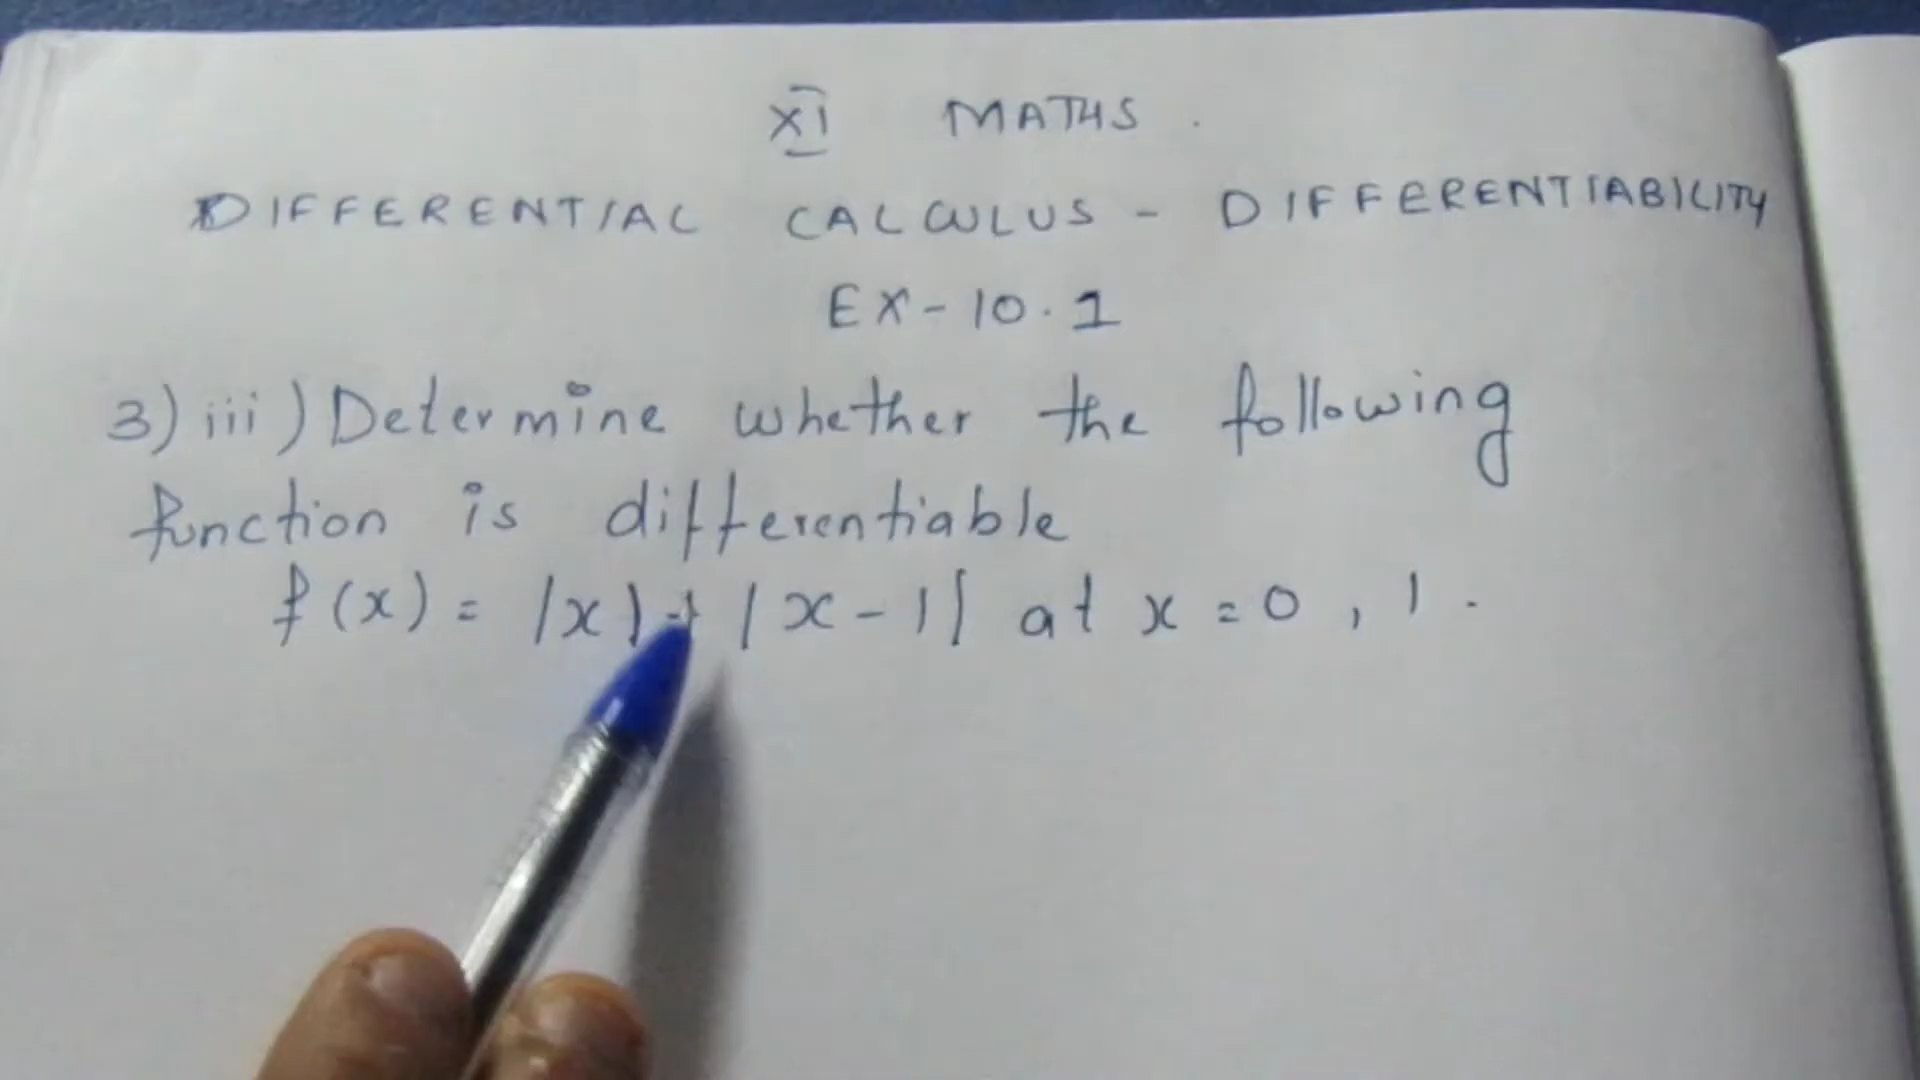 XI MATHS.
DIFFERENTIAL CALCULUS - DIFFERENTIABILITY
EX-10.1
3) iii) Determine whether the following
function is differentiable
f(x) = |x| + |x-1| at x=0, 1.